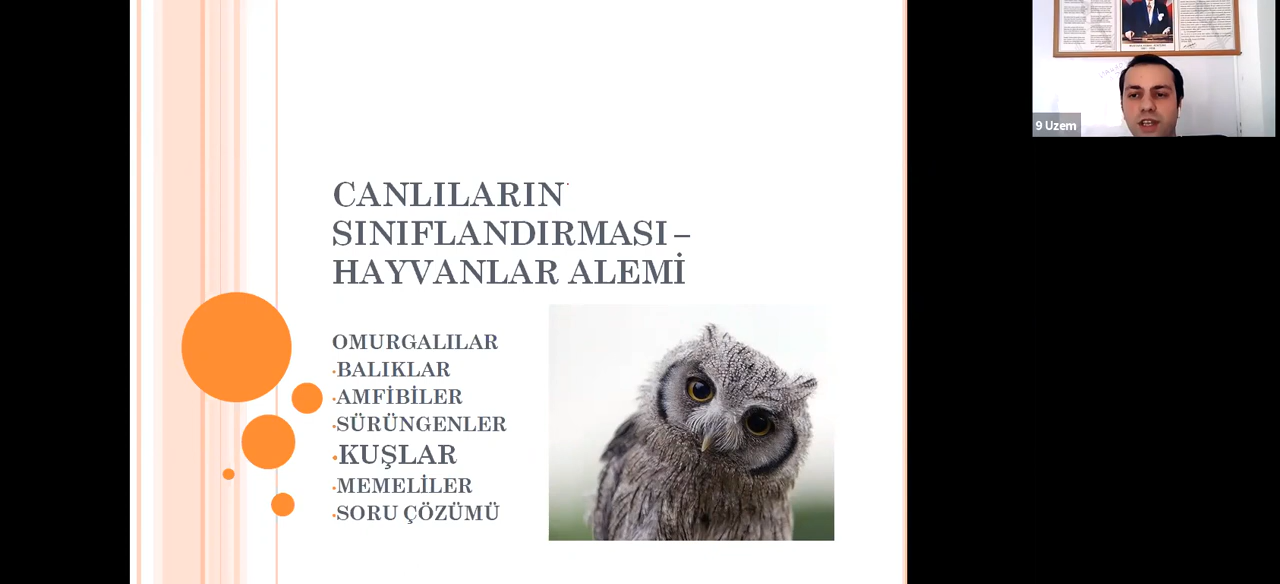 CANLILARIN
SINIFLANDIRMASI –
HAYVANLAR ALEMİ
OMURGALILAR
•BALIKLAR
•AMFİBİLER
•SÜRÜNGENLER
•KUŞLAR
•MEMELİLER
•SORU ÇÖZÜMÜ
9 Uzem